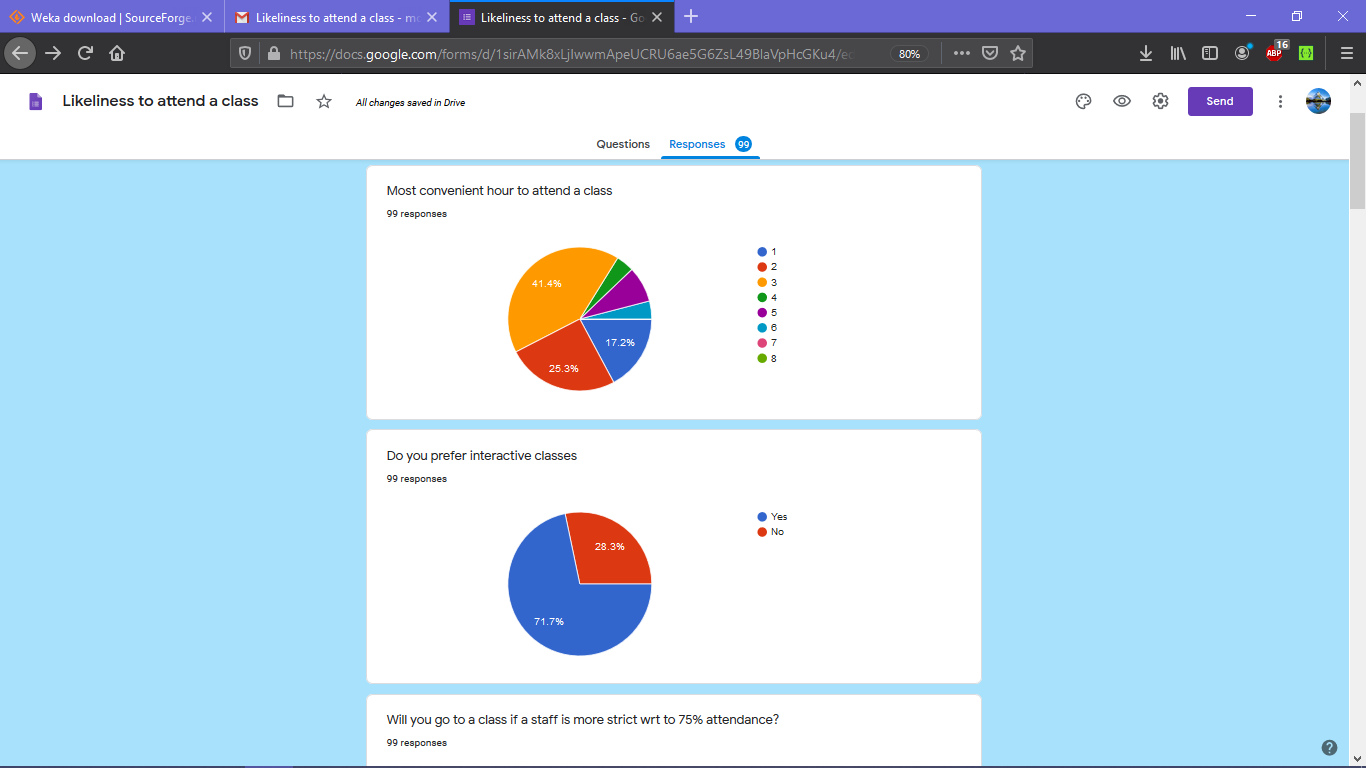 Weka download | SourceForge.
Likeliness to attend a class - mo
Likeliness to attend a class - Go
https://docs.google.com/forms/d/1sirAMk8xLjIwwmApeUCRU6ae5G6ZsL49BlaVpHcGKu4/ed
80%
16
ABP
Likeliness to attend a class
All changes saved in Drive
Send
Questions
Responses 99
Most convenient hour to attend a class
99 responses
41.4%
17.2%
25.3%
1
2
3
4
5
6
7
8
Do you prefer interactive classes
99 responses
28.3%
71.7%
Yes
No
Will you go to a class if a staff is more strict wrt to 75% attendance?
99 responses